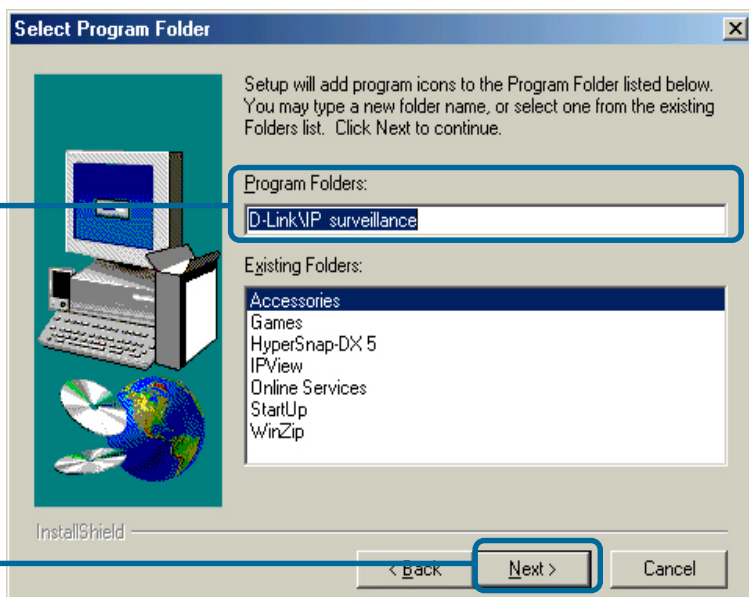 Select Program Folder
Setup will add program icons to the Program Folder listed below.
You may type a new folder name, or select one from the existing
Folders list.  Click Next to continue.
Program Folders:
D-Link\IP surveillance
Existing Folders:
Accessories
Games
HyperSnap-DX 5
IPView
Online Services
StartUp
WinZip
InstallShield
< Back
Next >
Cancel